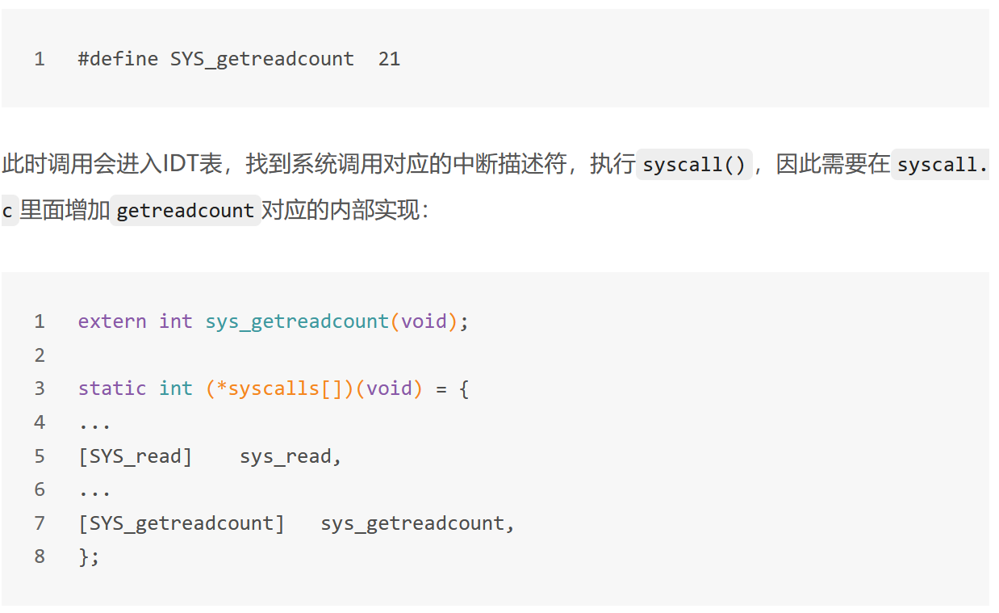 1 #define SYS_getreadcount  21
此时调用会进入IDT表，找到系统调用对应的中断描述符，执行 syscall() ，因此需要在 syscall.
c 里面增加 getreadcount 对应的内部实现：
1 extern int sys_getreadcount(void);
2
3 static int (*syscalls[])(void) = {
4 ...
5 [SYS_read]    sys_read,
6 ...
7 [SYS_getreadcount]   sys_getreadcount,
8 };